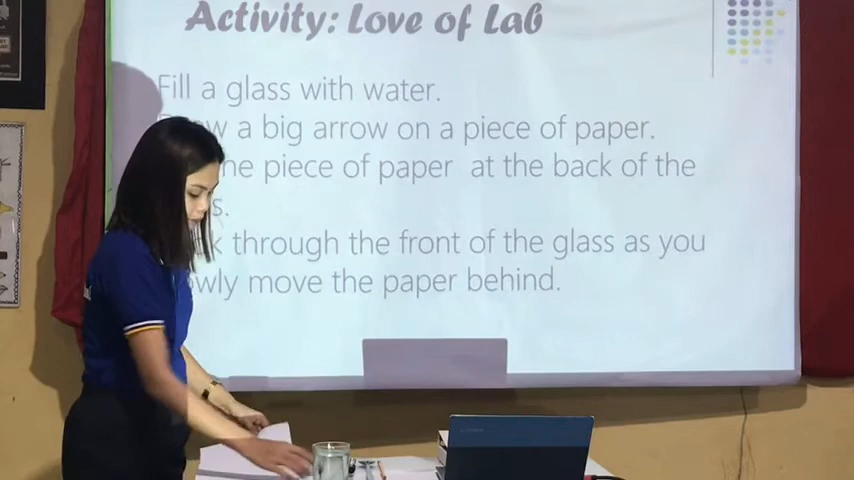 Activity: Love of Lab
Fill a glass with water.
a big arrow on a piece of paper.
piece of paper at the back of the
through the front of the glass as you
move the paper behind.